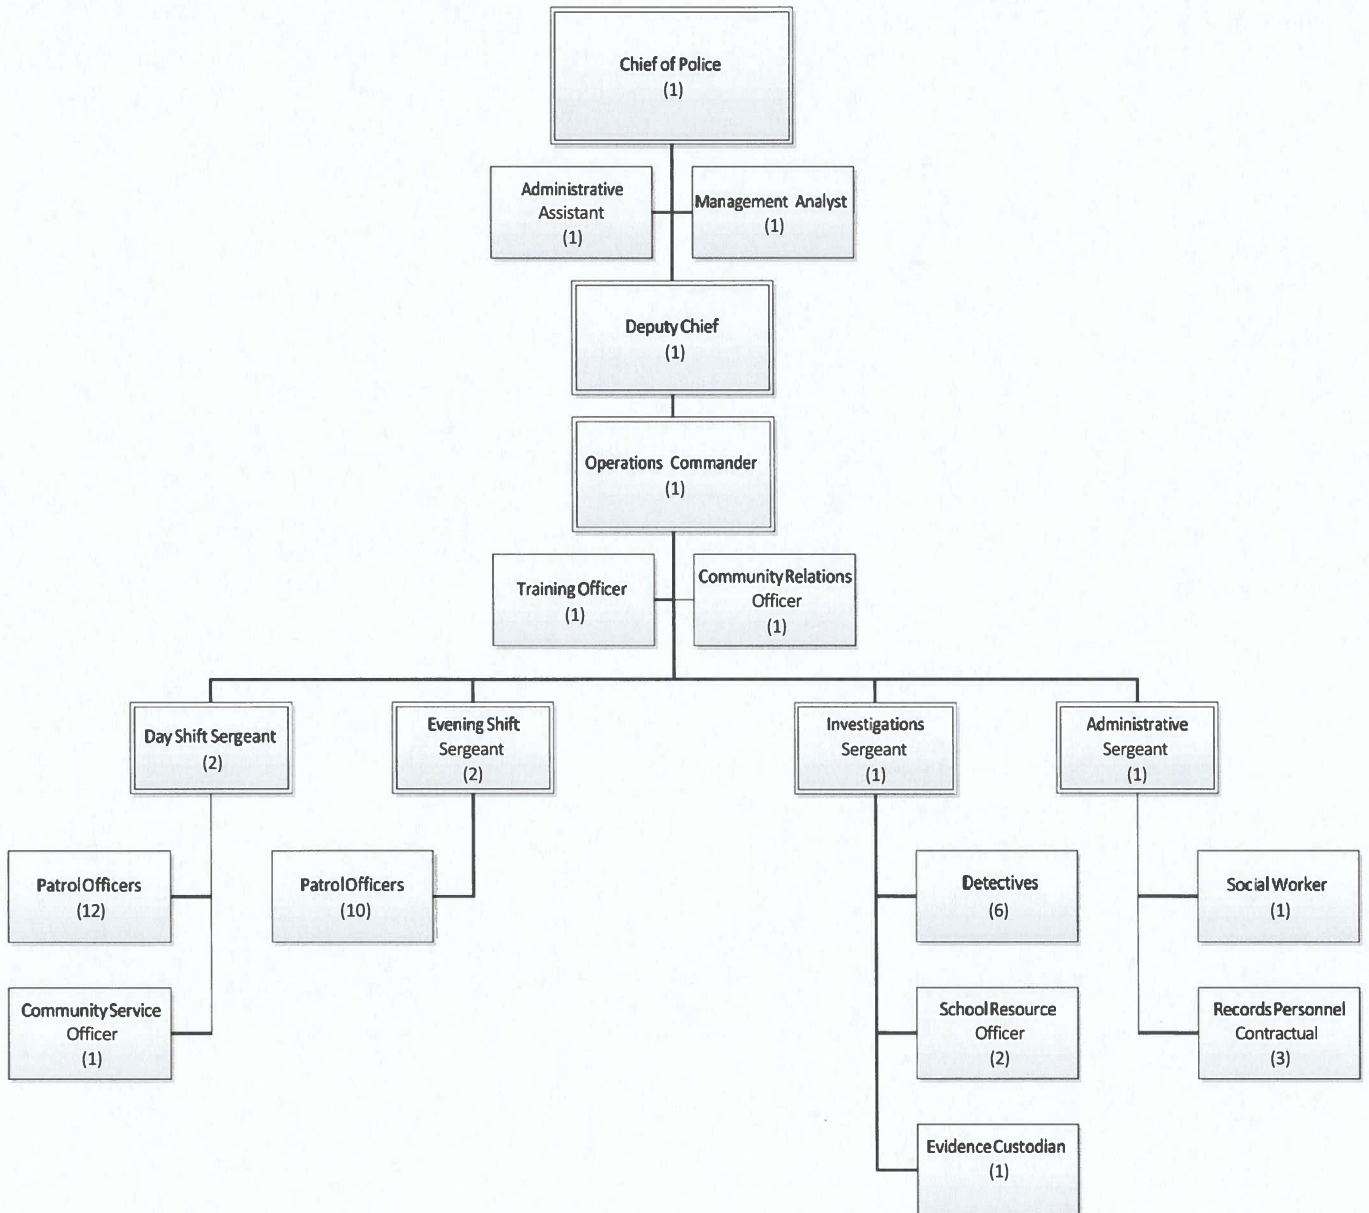 Chief of Police
(1)
Administrative
Assistant
(1)
Management Analyst
(1)
Deputy Chief
(1)
Operations Commander
(1)
Training Officer
(1)
Community Relations
Officer
(1)
Day Shift Sergeant
(2)
Evening Shift
Sergeant
(2)
Investigations
Sergeant
(1)
Administrative
Sergeant
(1)
Patrol Officers
(12)
Patrol Officers
(10)
Detectives
(6)
Social Worker
(1)
Community Service
Officer
(1)
School Resource
Officer
(2)
Records Personnel
Contractual
(3)
Evidence Custodian
(1)